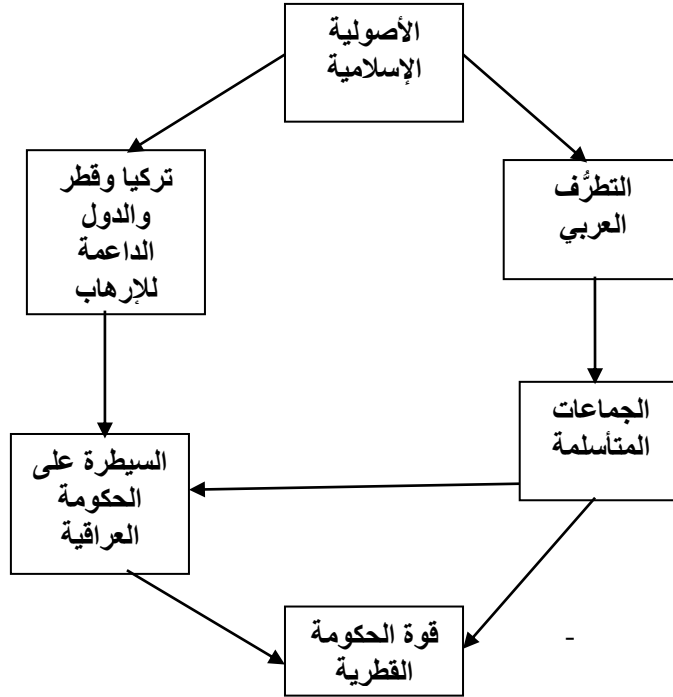 الأصولية
الإسلامية
التطرُّف
العربي
تركيا وقطر
والدول
الداعمة
للإرهاب
الجماعات
المتأسلمة
السيطرة على
الحكومة
العراقية
قوة الحكومة
القطرية
-